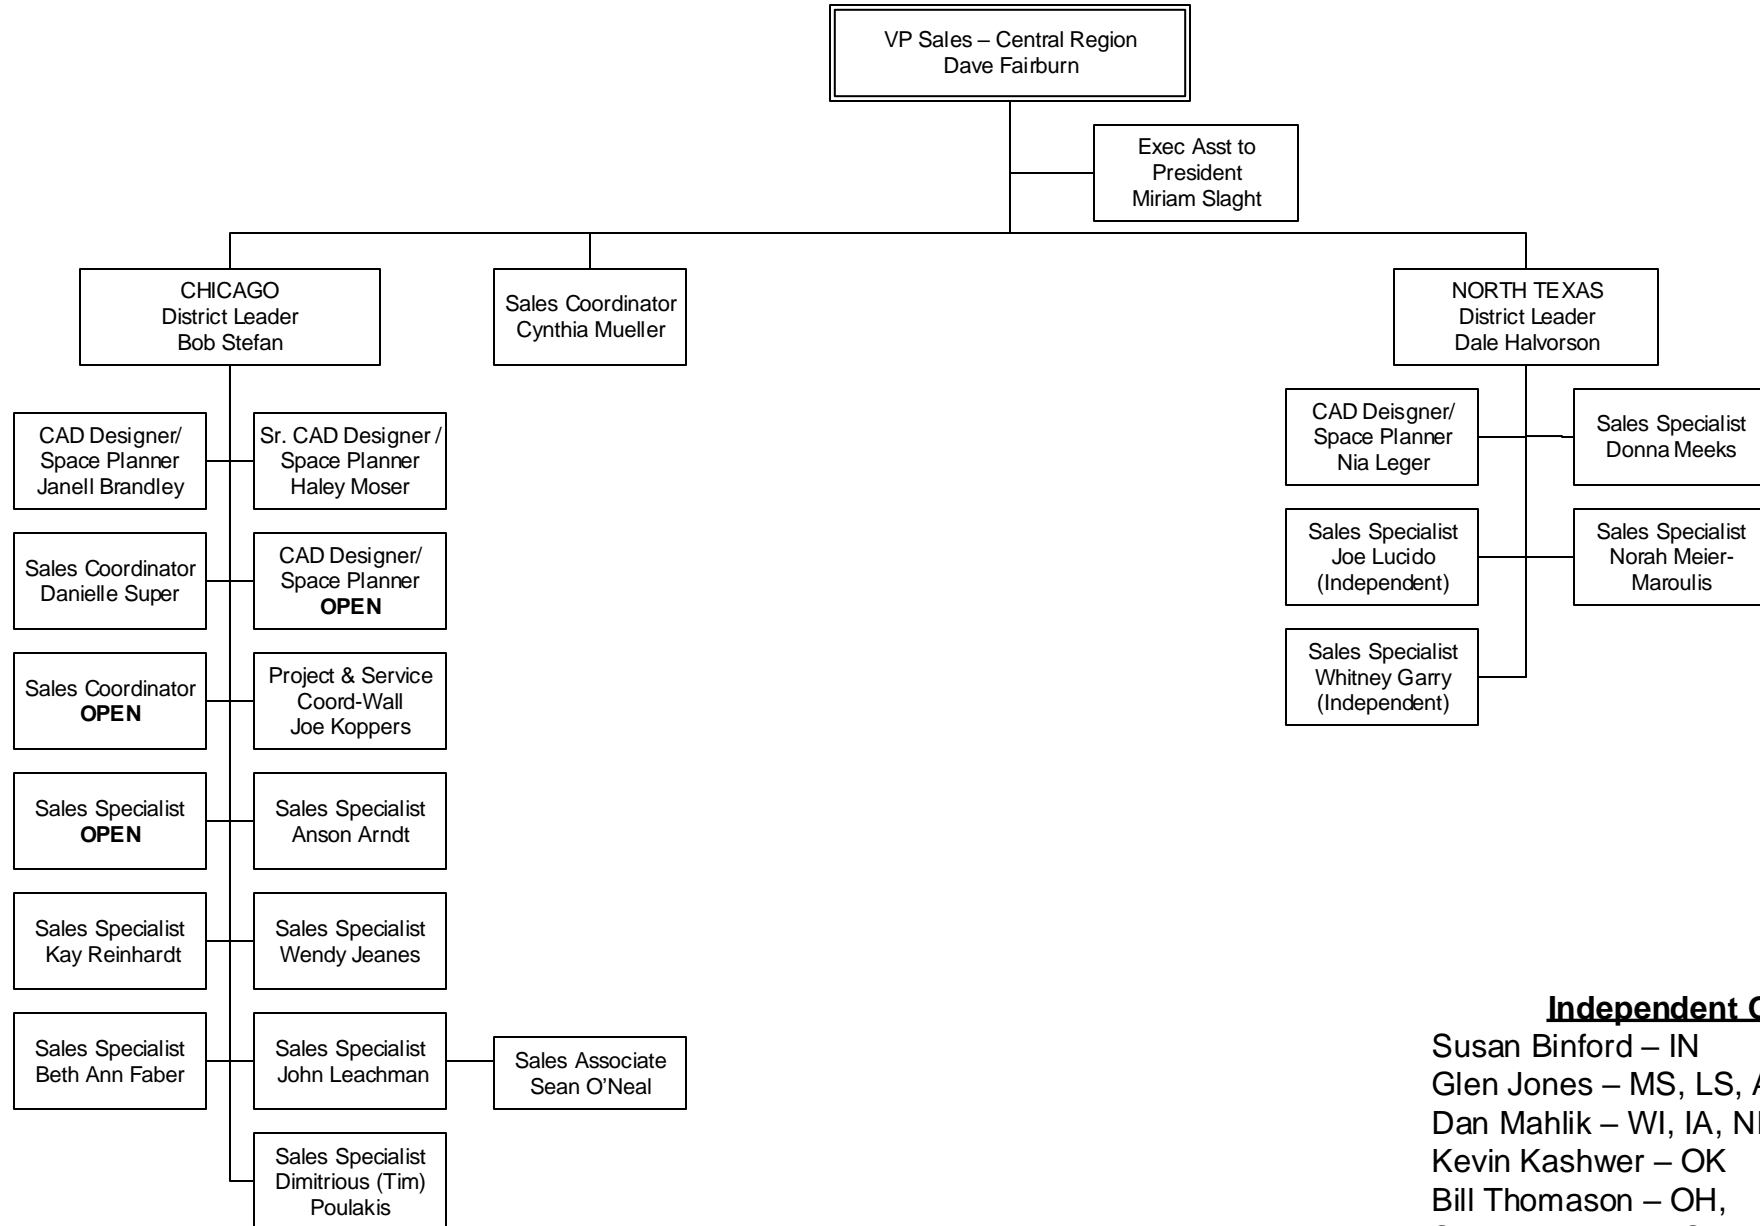 VP Sales – Central Region
Dave Fairburn
Exec Asst to
President
Miriam Slaght
CHICAGO
District Leader
Bob Stefan
Sales Coordinator
Cynthia Mueller
NORTH TEXAS
District Leader
Dale Halvorson
CAD Designer/
Space Planner
Janell Brandley
Sr. CAD Designer /
Space Planner
Haley Moser
Sales Coordinator
Danielle Super
CAD Designer/
Space Planner
OPEN
Sales Coordinator
OPEN
Project & Service
Coord-Wall
Joe Koppers
Sales Specialist
OPEN
Sales Specialist
Anson Arndt
Sales Specialist
Kay Reinhardt
Sales Specialist
Wendy Jeanes
Sales Specialist
Beth Ann Faber
Sales Specialist
John Leachman
Sales Associate
Sean O'Neal
Sales Specialist
Dimitrious (Tim)
Poulakis
CAD Deisgner/
Space Planner
Nia Leger
Sales Specialist
Donna Meeks
Sales Specialist
Joe Lucido
(Independent)
Sales Specialist
Norah Meier-
Maroulis
Sales Specialist
Whitney Garry
(Independent)
Independent
Susan Binford – IN
Glen Jones – MS, LS,
Dan Mahlik – WI, IA,
Kevin Kashwer – OK
Bill Thomason – OH,